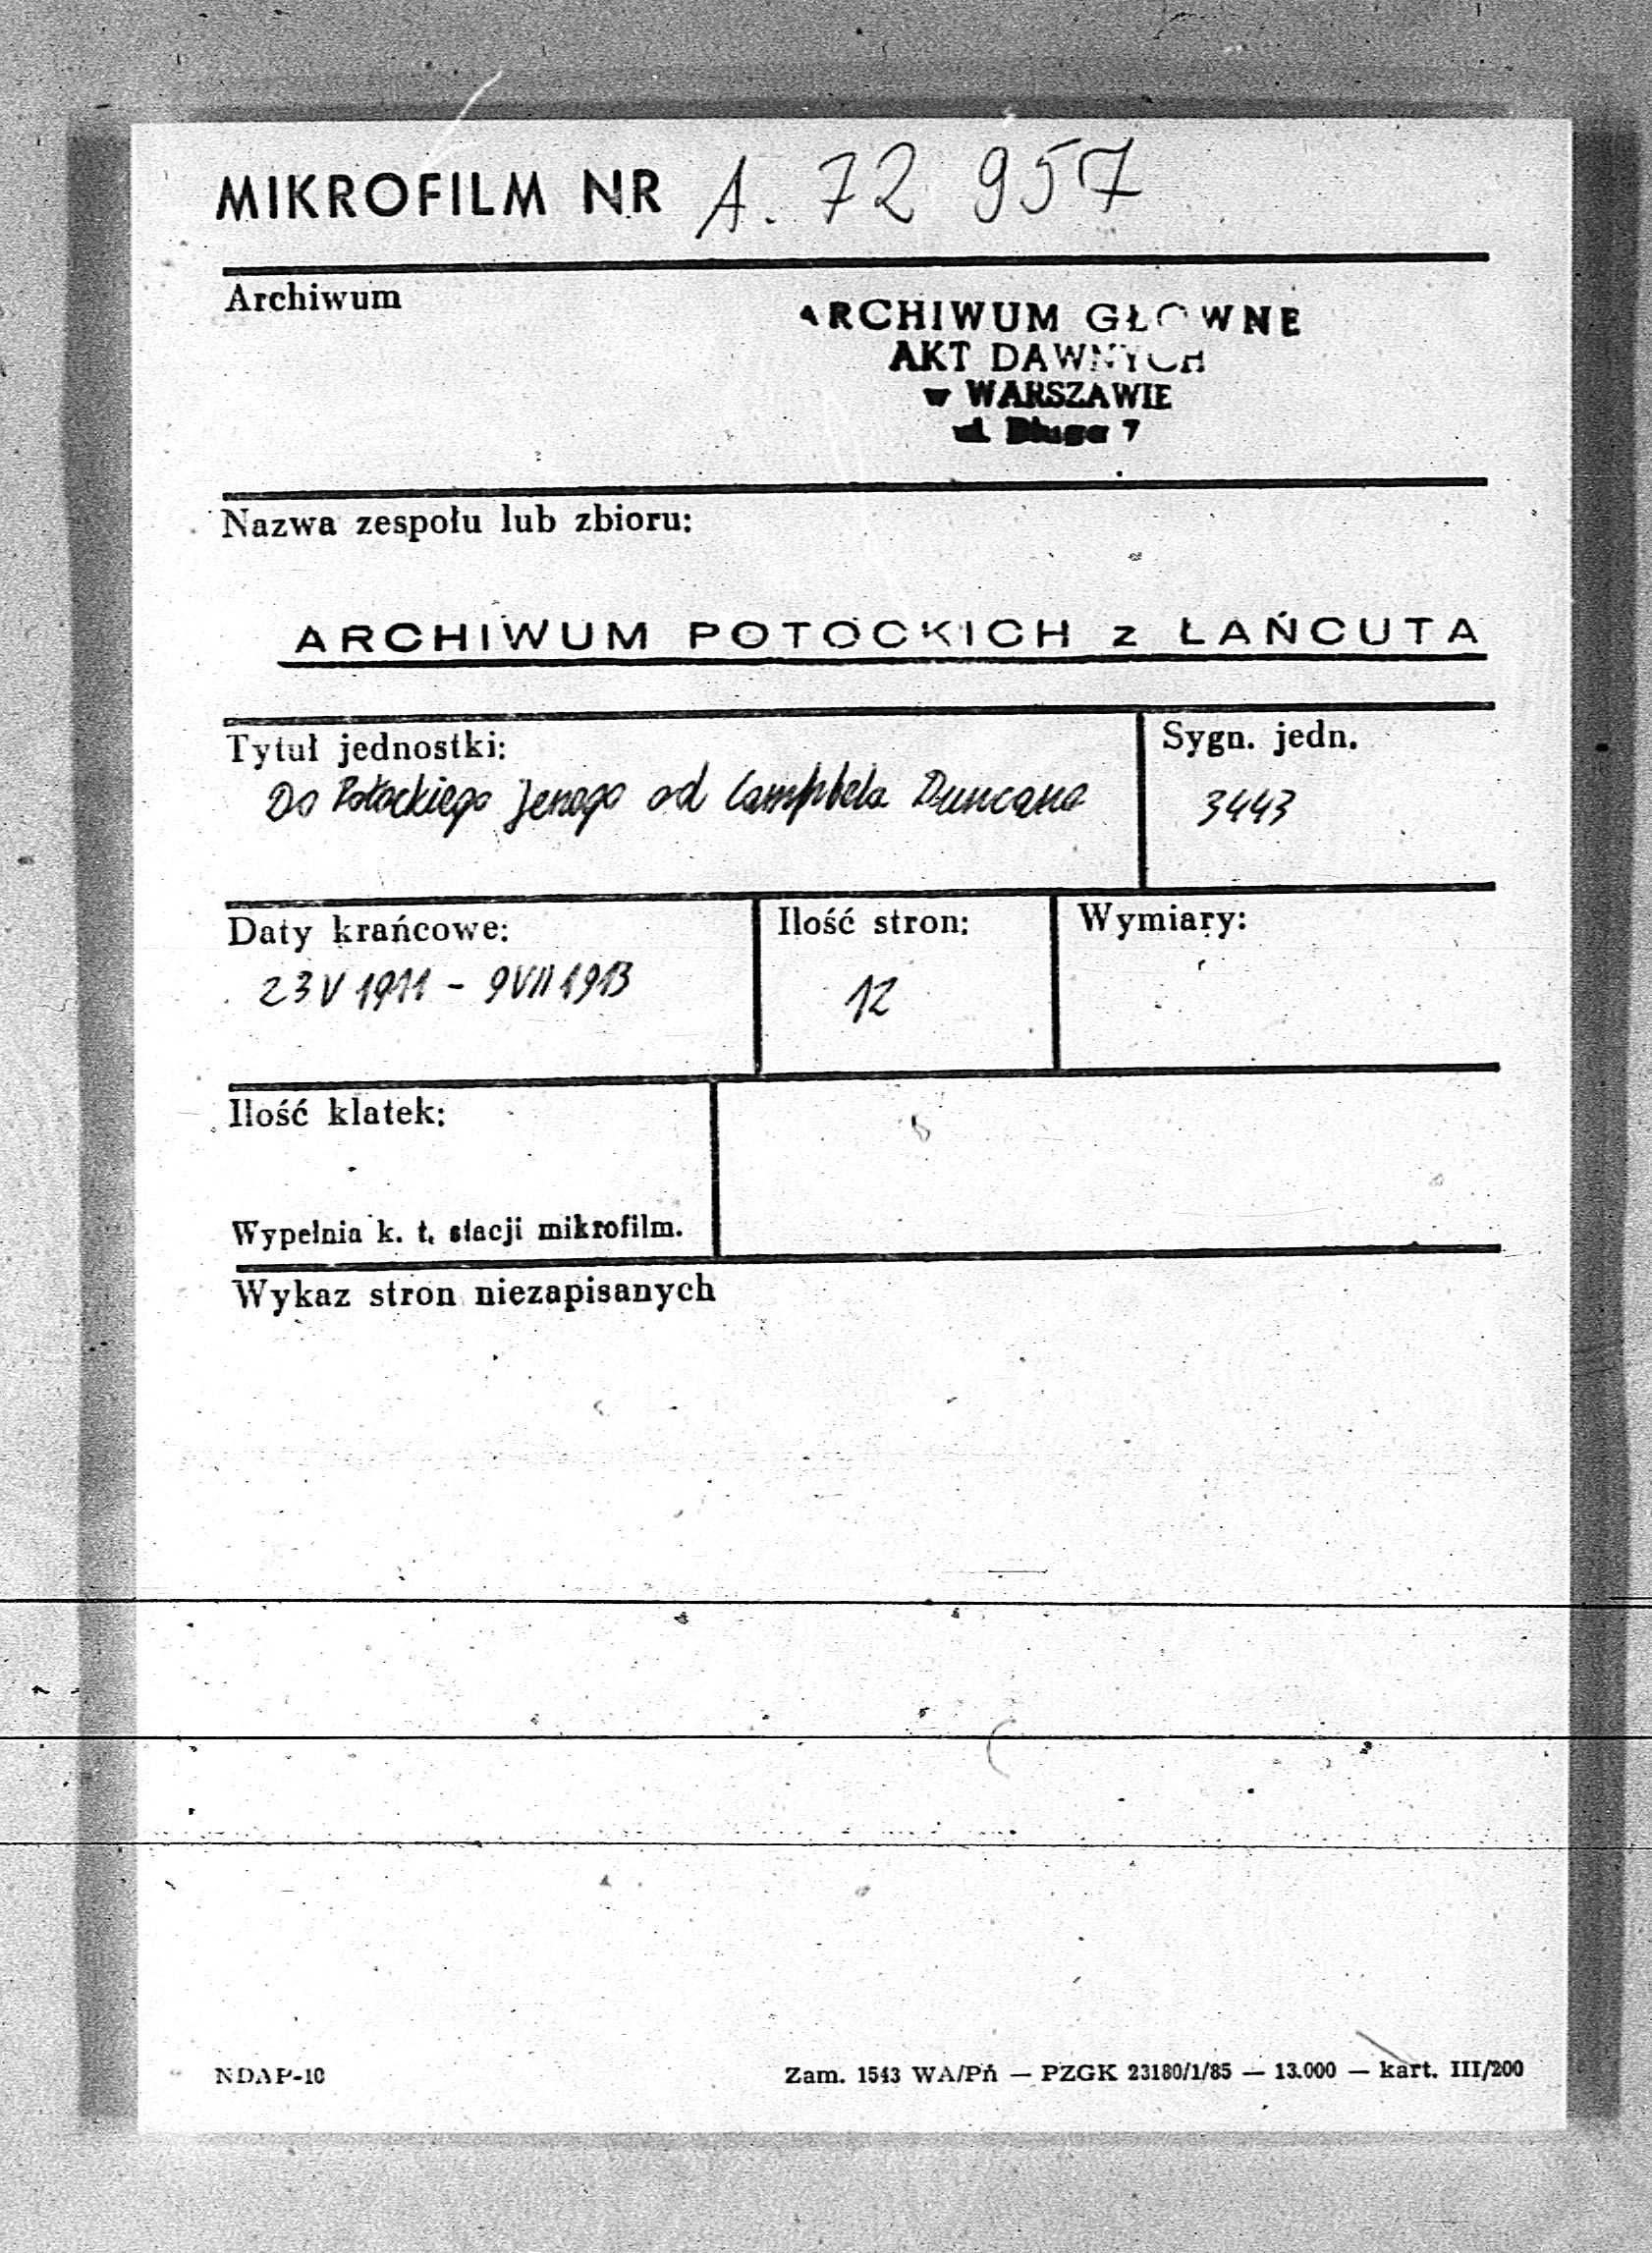 MIKROFILM NR A. 72 957
Archiwum
ARCHIWUM GŁÓWNE
AKT DAWNYCH
w WARSZAWIE
ul. Długa 7
Nazwa zespołu lub zbioru:
ARCHIWUM POTOCKICH z ŁAŃCUTA
Tytuł jednostki:
Sygn. jedn.
Do Potockiego Jerzego od Campbela Duncana
3443
Daty krańcowe:
Ilość stron:
Wymiary:
23 V 1911 - 9 VII 1913
12
Ilość klatek:
Wypełnia k. t. stacji mikrofilm.
Wykaz stron niezapisanych
NDAP-10
Zam. 1543 WA/Pń — PZGK 23180/1/85 — 13.000 — kart. III/200